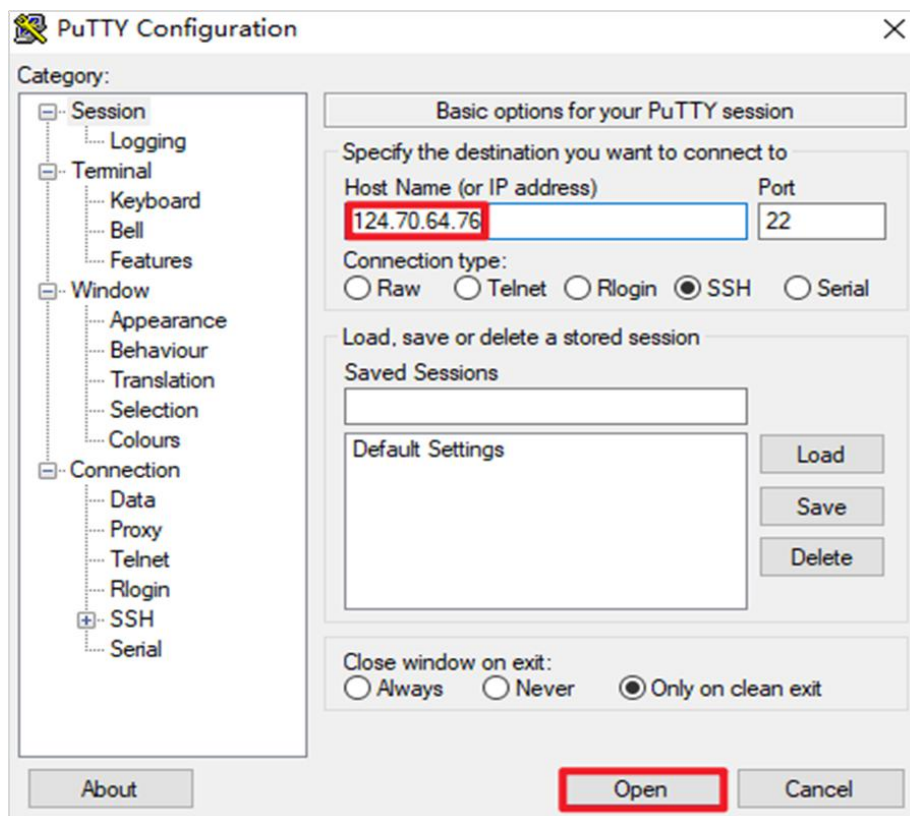 PuTTY Configuration
Category:
Session
Logging
Terminal
Keyboard
Bell
Features
Window
Appearance
Behaviour
Translation
Selection
Colours
Connection
Data
Proxy
Telnet
Rlogin
SSH
Serial
Basic options for your PuTTY session
Specify the destination you want to connect to
Host Name (or IP address) Port
124.70.64.76 22
Connection type:
Raw Telnet Rlogin SSH Serial
Load, save or delete a stored session
Saved Sessions
Default Settings
Load
Save
Delete
Close window on exit:
Always Never Only on clean exit
About Open Cancel